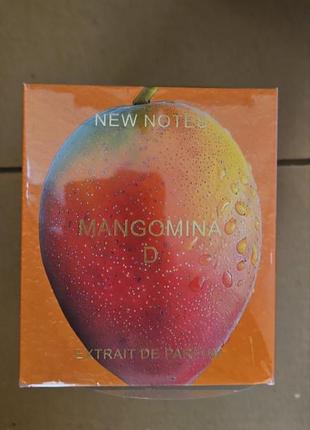 NEW NOTES
MANGOMINA
D
EXTRAIT DE PARFUM